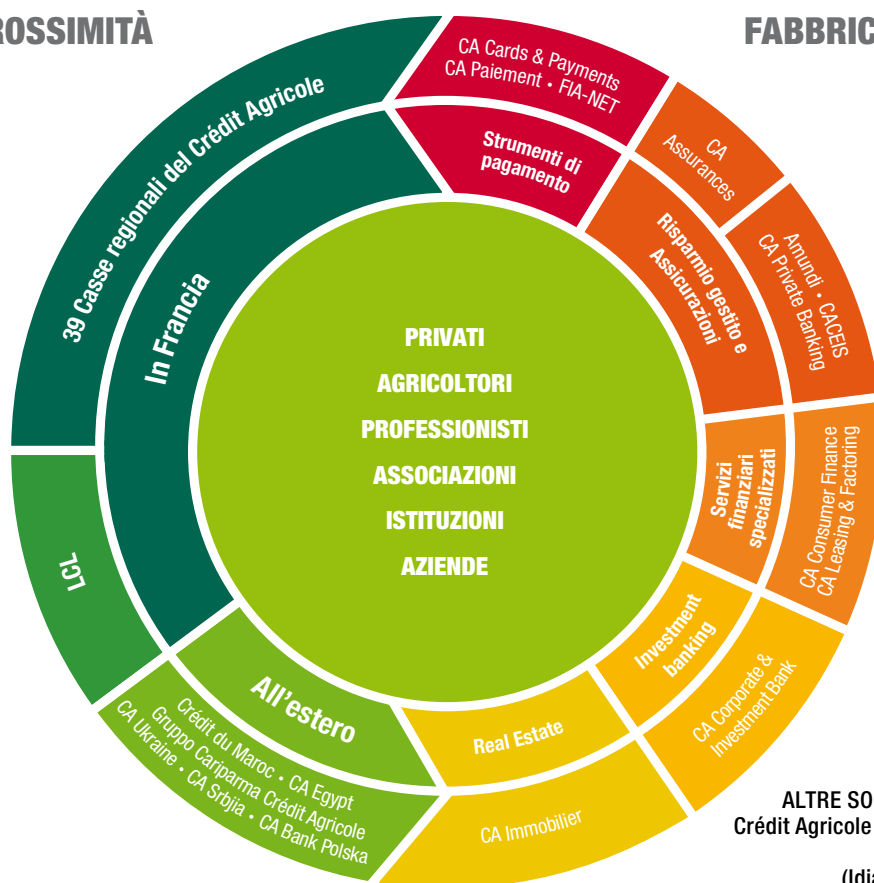 39 Casse regionali del Crédit Agricole
In Francia
LCL
All'estero
Crédit du Maroc • CA Egypt
Gruppo Cariparma Crédit Agricole
CA Ukraine • CA Srbija • CA Bank Polska
CA Cards & Payments
CA Paiement • FIA-NET
Strumenti di
pagamento
CA
Assurances
Risparmio gestito e
Assicurazioni
Amundi • CACEIS
CA Private Banking
Servizi
finanziari
specializzati
CA Consumer Finance
CA Leasing & Factoring
Investment
banking
CA Corporate &
Investment Bank
Real Estate
CA Immobilier
PRIVATI
AGRICOLTORI
PROFESSIONISTI
ASSOCIAZIONI
ISTITUZIONI
AZIENDE
ALTRE SO
Crédit Agricole